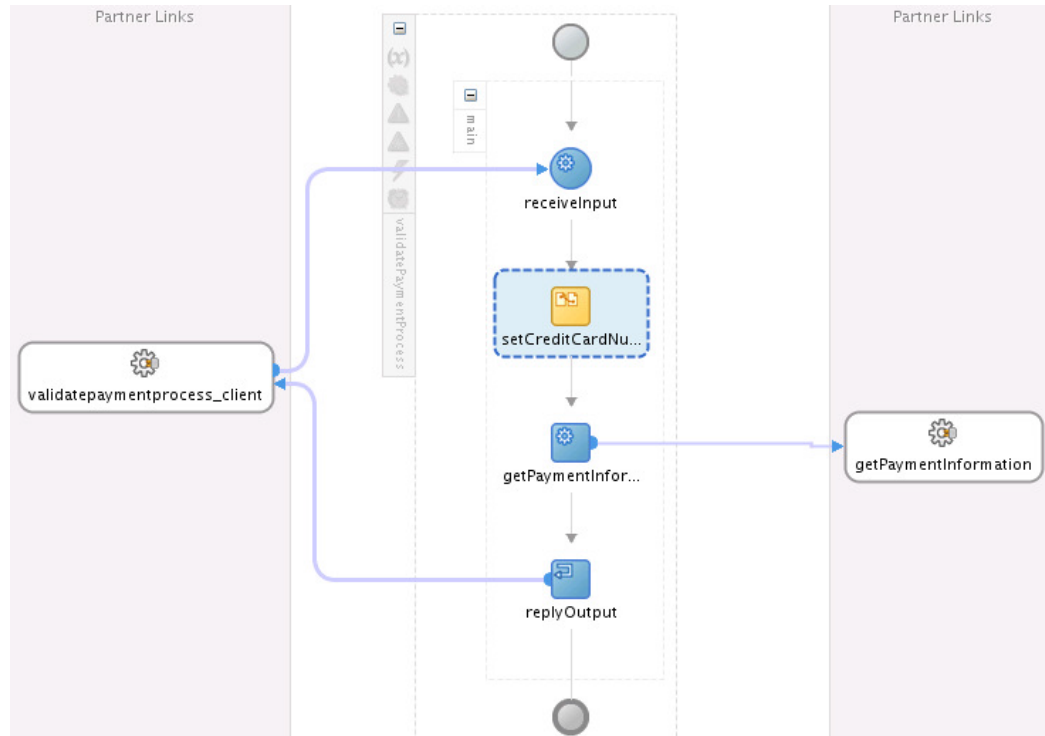 Partner Links
Partner Links
(x)
main
receiveInput
validatePaymentProcess
setCreditCardNu...
validatepaymentprocess_client
getPaymentInformation
getPaymentInfor...
replyOutput